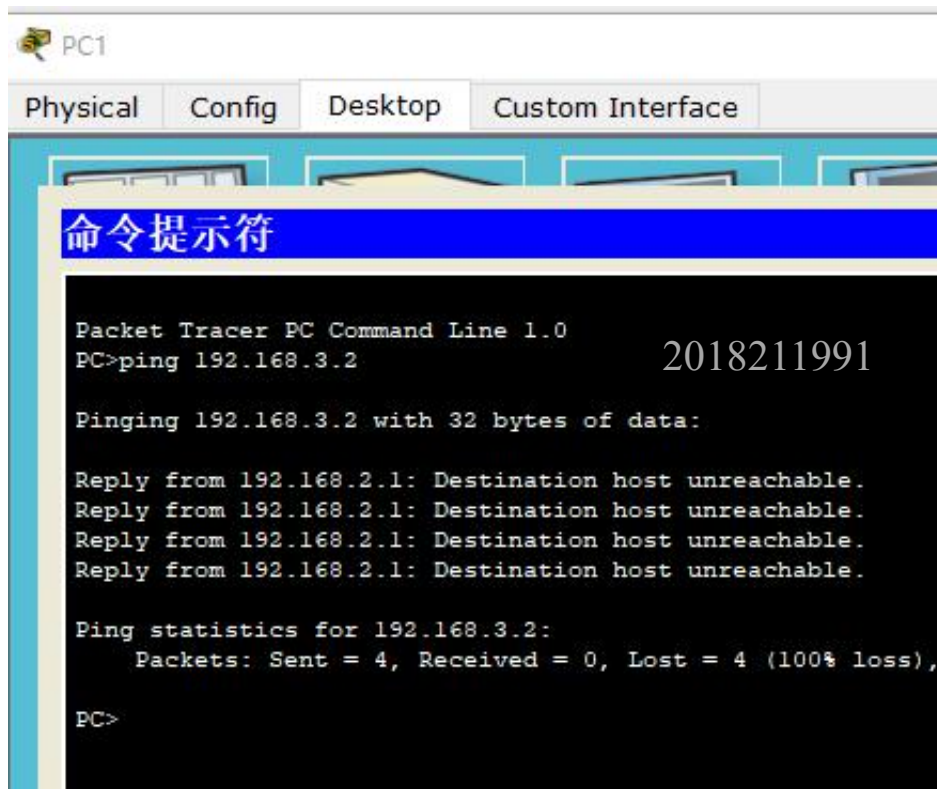 PC1
Physical Config Desktop Custom Interface
命令提示符
Packet Tracer PC Command Line 1.0
PC>ping 192.168.3.2
2018211991
Pinging 192.168.3.2 with 32 bytes of data:
Reply from 192.168.2.1: Destination host unreachable.
Reply from 192.168.2.1: Destination host unreachable.
Reply from 192.168.2.1: Destination host unreachable.
Reply from 192.168.2.1: Destination host unreachable.
Ping statistics for 192.168.3.2:
Packets: Sent = 4, Received = 0, Lost = 4 (100% loss),
PC>